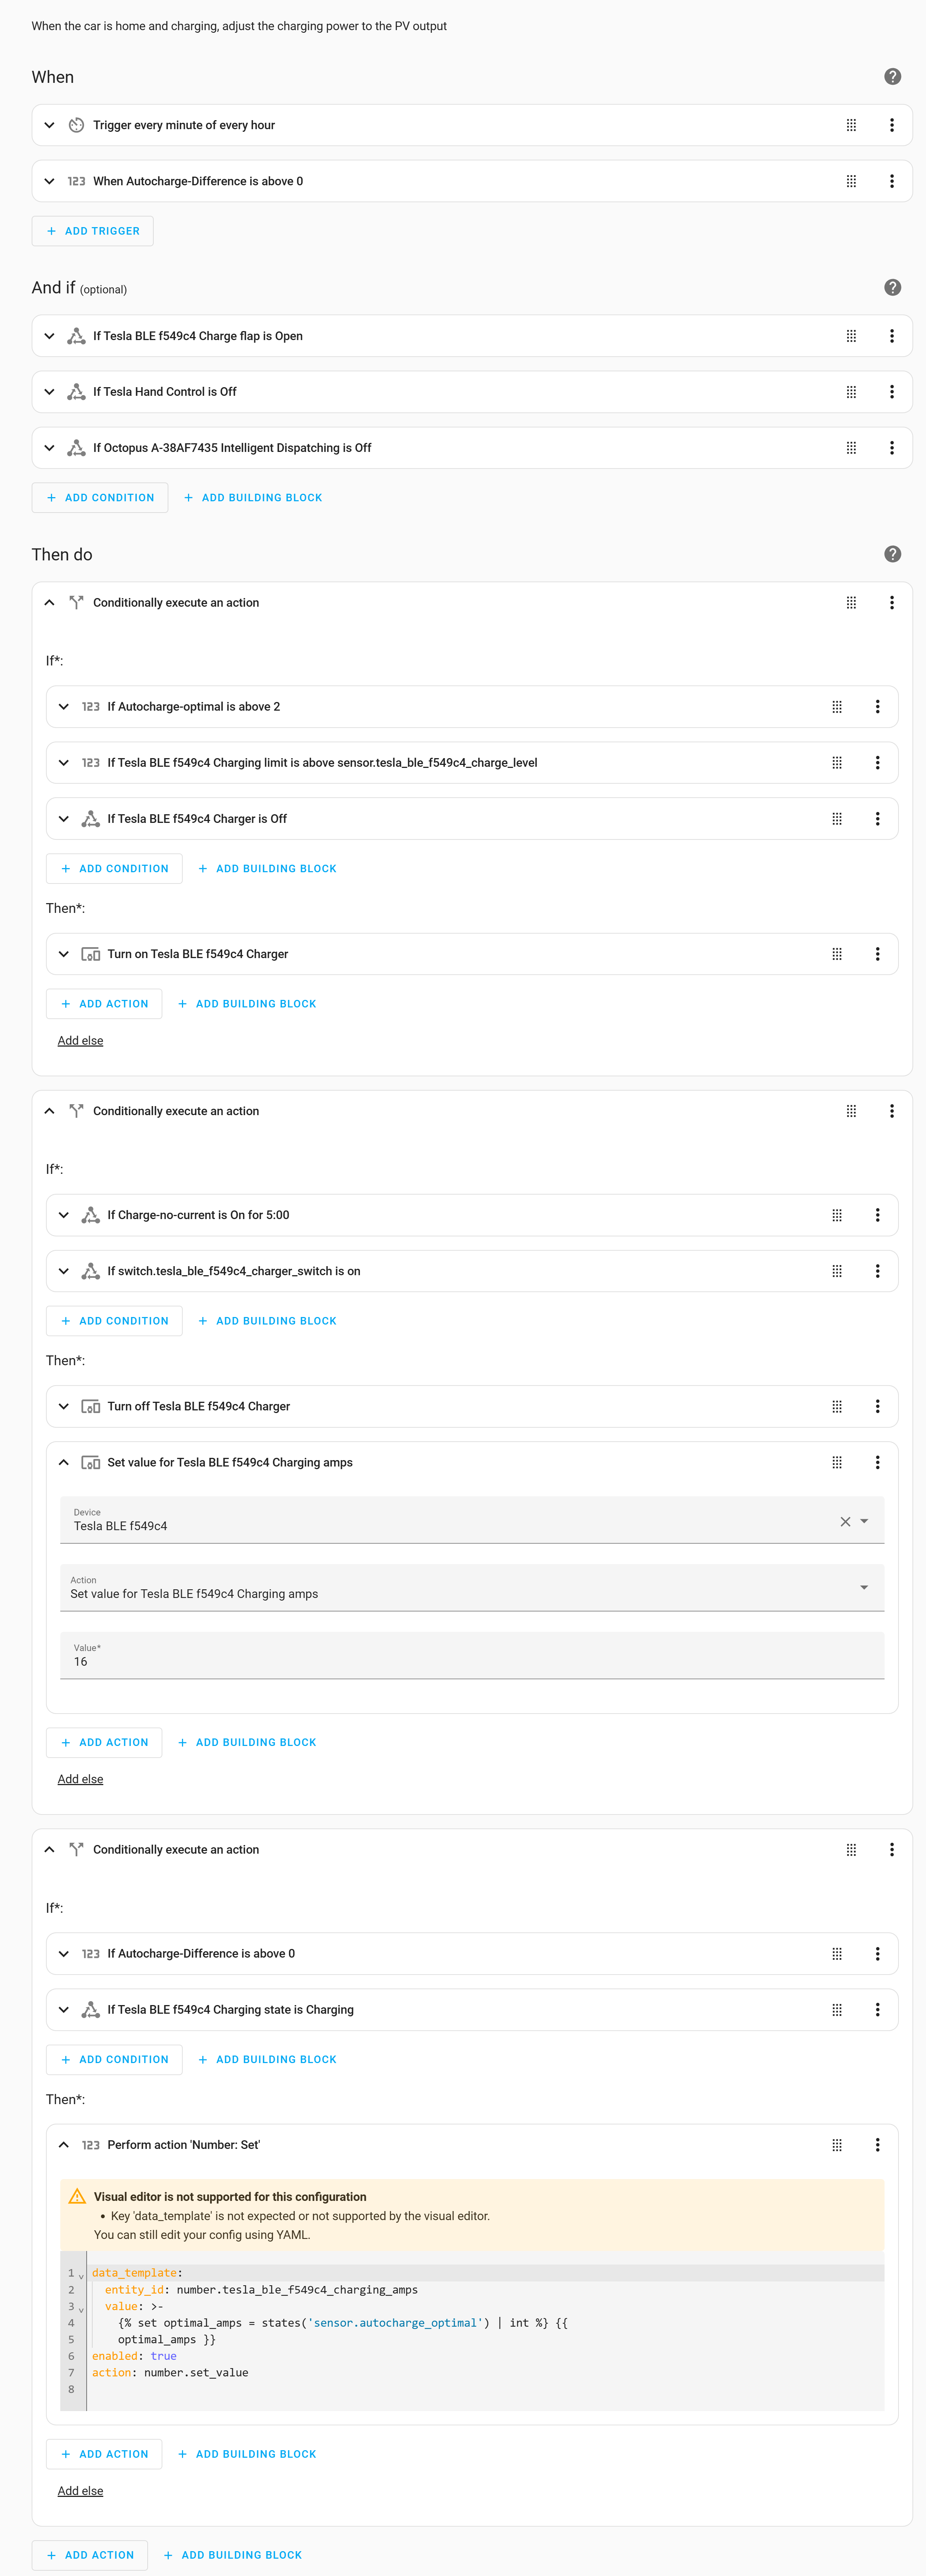 When the car is home and charging, adjust the charging power to the PV output
When
Trigger every minute of every hour
123 When Autocharge-Difference is above 0
+ ADD TRIGGER
And if (optional)
If Tesla BLE f549c4 Charge flap is Open
If Tesla Hand Control is Off
If Octopus A-38AF7435 Intelligent Dispatching is Off
+ ADD CONDITION + ADD BUILDING BLOCK
Then do
Conditionally execute an action
If*:
123 If Autocharge-optimal is above 2
123 If Tesla BLE f549c4 Charging limit is above sensor.tesla_ble_f549c4_charge_level
If Tesla BLE f549c4 Charger is Off
+ ADD CONDITION + ADD BUILDING BLOCK
Then*:
Turn on Tesla BLE f549c4 Charger
+ ADD ACTION + ADD BUILDING BLOCK
Add else
Conditionally execute an action
If*:
If Charge-no-current is On for 5:00
If switch.tesla_ble_f549c4_charger_switch is on
+ ADD CONDITION + ADD BUILDING BLOCK
Then*:
Turn off Tesla BLE f549c4 Charger
Set value for Tesla BLE f549c4 Charging amps
Device
Tesla BLE f549c4
Action
Set value for Tesla BLE f549c4 Charging amps
Value*
16
+ ADD ACTION + ADD BUILDING BLOCK
Add else
Conditionally execute an action
If*:
123 If Autocharge-Difference is above 0
If Tesla BLE f549c4 Charging state is Charging
+ ADD CONDITION + ADD BUILDING BLOCK
Then*:
123 Perform action 'Number: Set'
Visual editor is not supported for this configuration
• Key 'data_template' is not expected or not supported by the visual editor.
You can still edit your config using YAML.
1 data_template:
2 entity_id: number.tesla_ble_f549c4_charging_amps
3 value: >-
4 {% set optimal_amps = states('sensor.autocharge_optimal') | int %} {{
5 optimal_amps }}
6 enabled: true
7 action: number.set_value
8
+ ADD ACTION + ADD BUILDING BLOCK
Add else
+ ADD ACTION + ADD BUILDING BLOCK